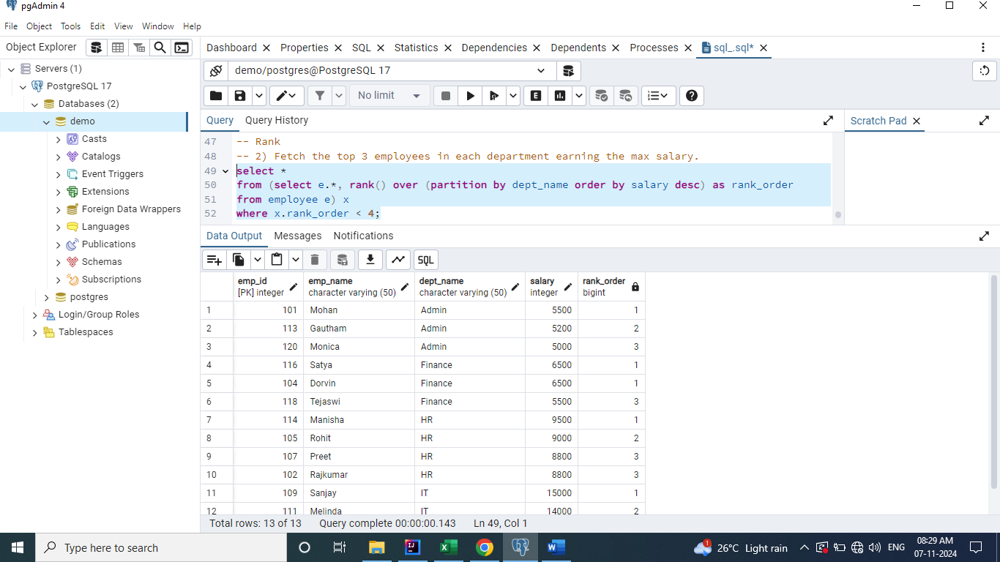 pgAdmin 4
File Object Tools Edit View Window Help
Object Explorer
Dashboard Properties SQL Statistics Dependencies Dependents Processes sql_.sql*
Servers (1)
PostgreSQL 17
Databases (2)
demo
Casts
Catalogs
Event Triggers
Extensions
Foreign Data Wrappers
Languages
Publications
Schemas
Subscriptions
postgres
Login/Group Roles
Tablespaces
demo/postgres@PostgreSQL 17
No limit
E
Query Query History
Scratch Pad
47 -- Rank
48 -- 2) Fetch the top 3 employees in each department earning the max salary.
49 select *
50 from (select e.*, rank() over (partition by dept_name order by salary desc) as rank_order
51 from employee e) x
52 where x.rank_order < 4;
Data Output Messages Notifications
SQL
emp_id emp_name dept_name salary rank_order
[PK] integer character varying (50) character varying (50) integer bigint
1 101 Mohan Admin 5500 1
2 113 Gautham Admin 5200 2
3 120 Monica Admin 5000 3
4 116 Satya Finance 6500 1
5 104 Dorvin Finance 6500 1
6 118 Tejaswi Finance 5500 3
7 114 Manisha HR 9500 1
8 105 Rohit HR 9000 2
9 107 Preet HR 8800 3
10 102 Rajkumar HR 8800 3
11 109 Sanjay IT 15000 1
12 111 Melinda IT 14000 2
Total rows: 13 of 13 Query complete 00:00:00.143 Ln 49, Col 1
Type here to search
1
26°C Light rain
ENG
08:29 AM
07-11-2024